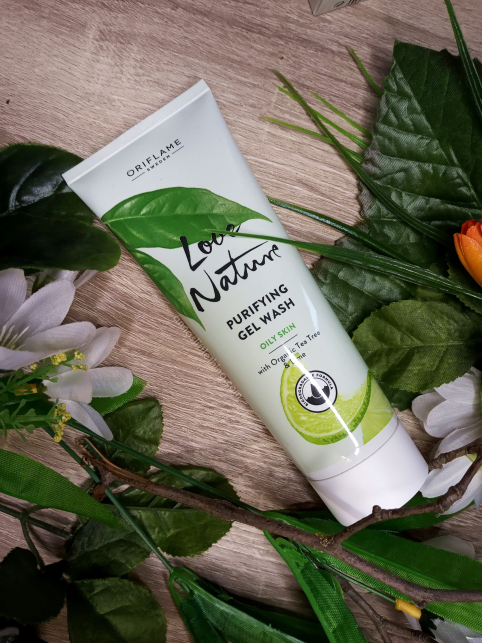 ORIFLAME
SWEDEN
Love
Nature
PURIFYING
GEL WASH
OILY SKIN
with Organic Tea Tree
& Lime